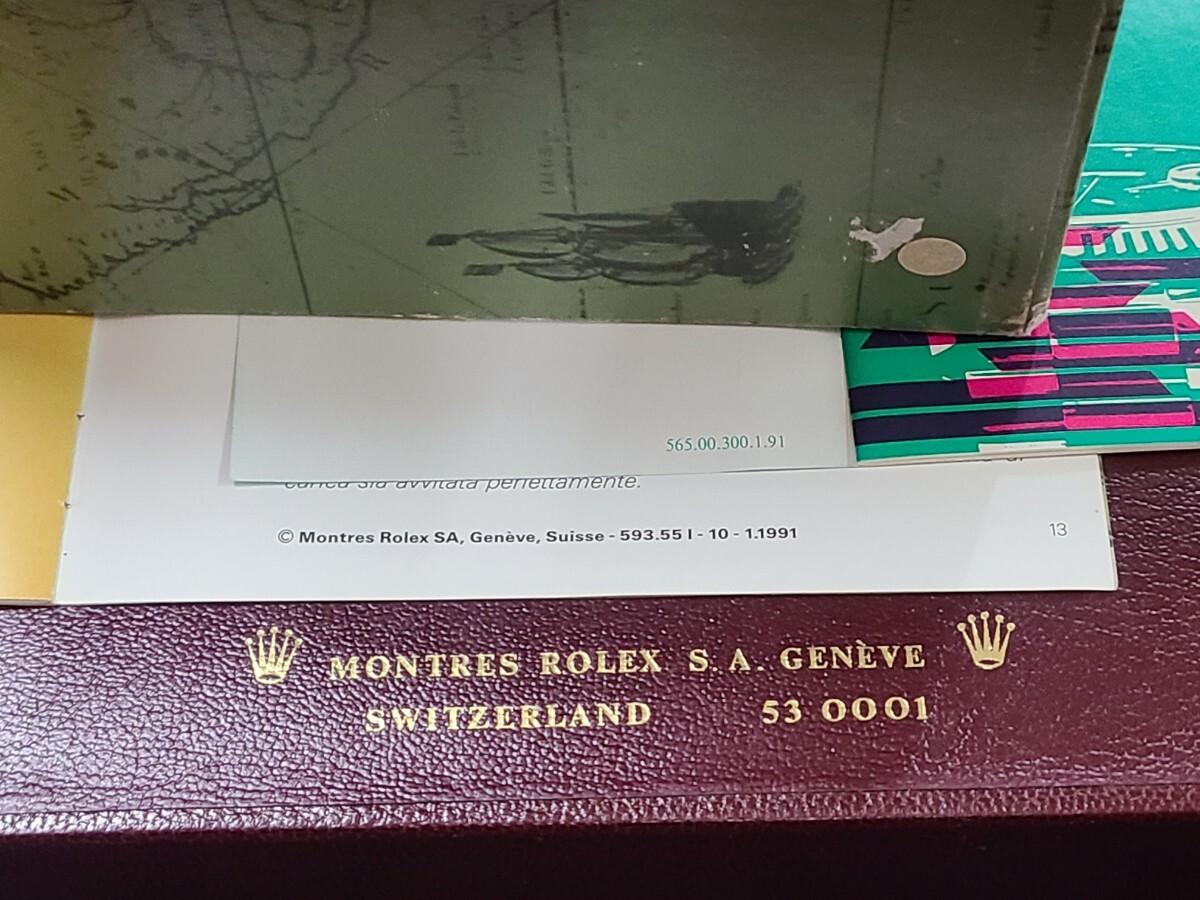 565.00.300.1.91
carica sia avvitata perfettamente.
© Montres Rolex SA, Genève, Suisse - 593.55 I - 10 - 1.1991
13
MONTRES ROLEX S.A. GENÈVE
SWITZERLAND 53 0001